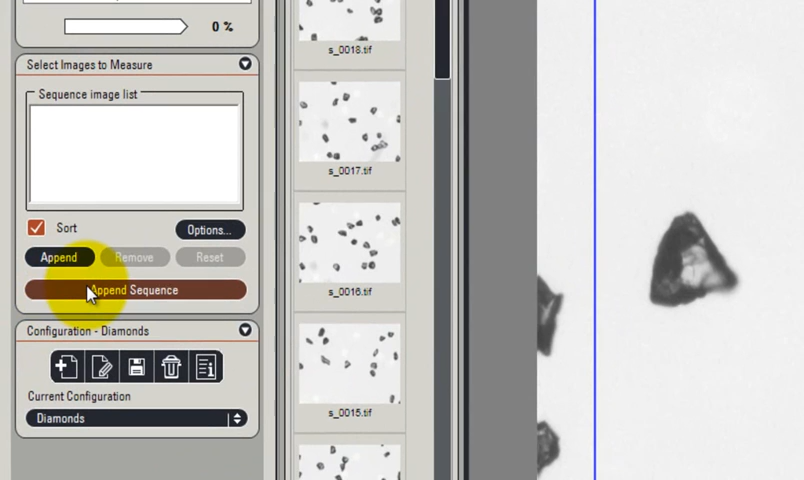 0 %
Select Images to Measure
Sequence image list
Sort
Options...
Append
Remove
Reset
Append Sequence
Configuration - Diamonds
Current Configuration
Diamonds
s_0018.tif
s_0017.tif
s_0016.tif
s_0015.tif